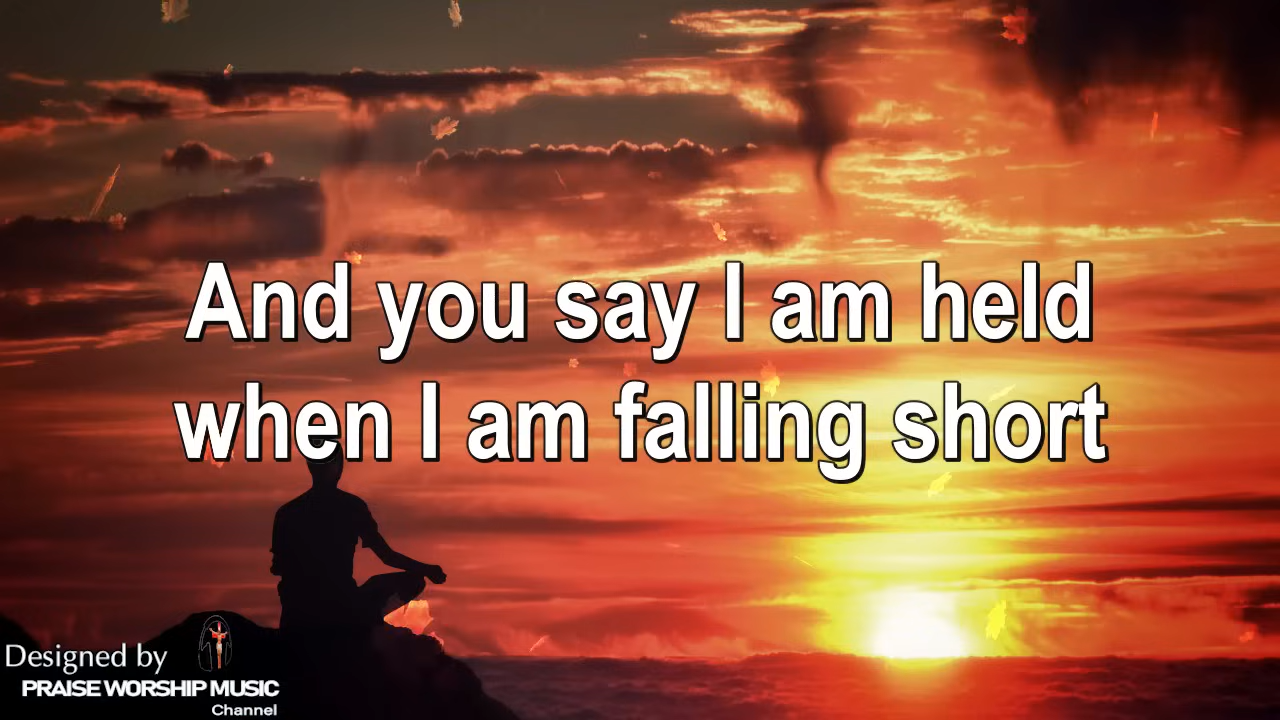 And you say I am held
when I am falling short
Designed by
PRAISE WORSHIP MUSIC
Channel